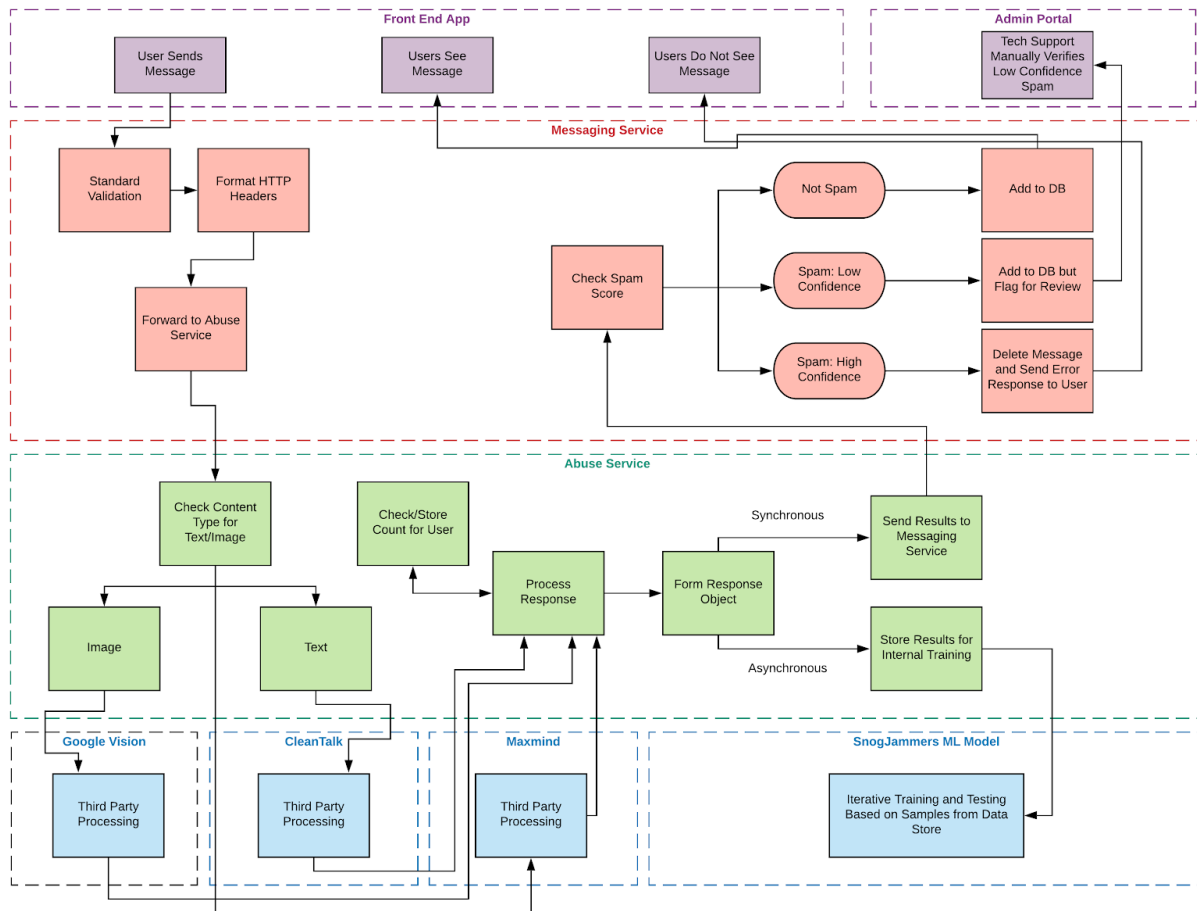 Front End App
Admin Portal
User Sends
Message
Users See
Message
Users Do Not See
Message
Tech Support
Manually Verifies
Low Confidence
Spam
Messaging Service
Standard
Validation
Format HTTP
Headers
Not Spam
Add to DB
Check Spam
Score
Spam: Low
Confidence
Add to DB but
Flag for Review
Forward to Abuse
Service
Spam: High
Confidence
Delete Message
and Send Error
Response to User
Abuse Service
Check Content
Type for
Text/Image
Check/Store
Count for User
Synchronous
Send Results to
Messaging
Service
Process
Response
Form Response
Object
Image
Text
Asynchronous
Store Results for
Internal Training
Google Vision
CleanTalk
Maxmind
SnogJammers ML Model
Third Party
Processing
Third Party
Processing
Third Party
Processing
Iterative Training and Testing
Based on Samples from Data
Store